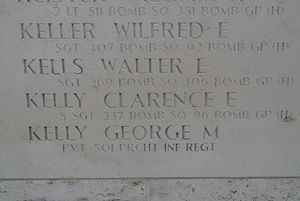 2 LT 511 BOMB SQ 351 BOMB GP (H)
KELLER WILFRED E
SGT 407 BOMB SQ 92 BOMB GP (H)
KELLS WALTER E
SGT 369 BOMB SQ 306 BOMB GP (H)
KELLY CLARENCE E
S SGT 337 BOMB SQ 96 BOMB GP (H)
KELLY GEORGE M
PVT 501 PRCHT INF REGT